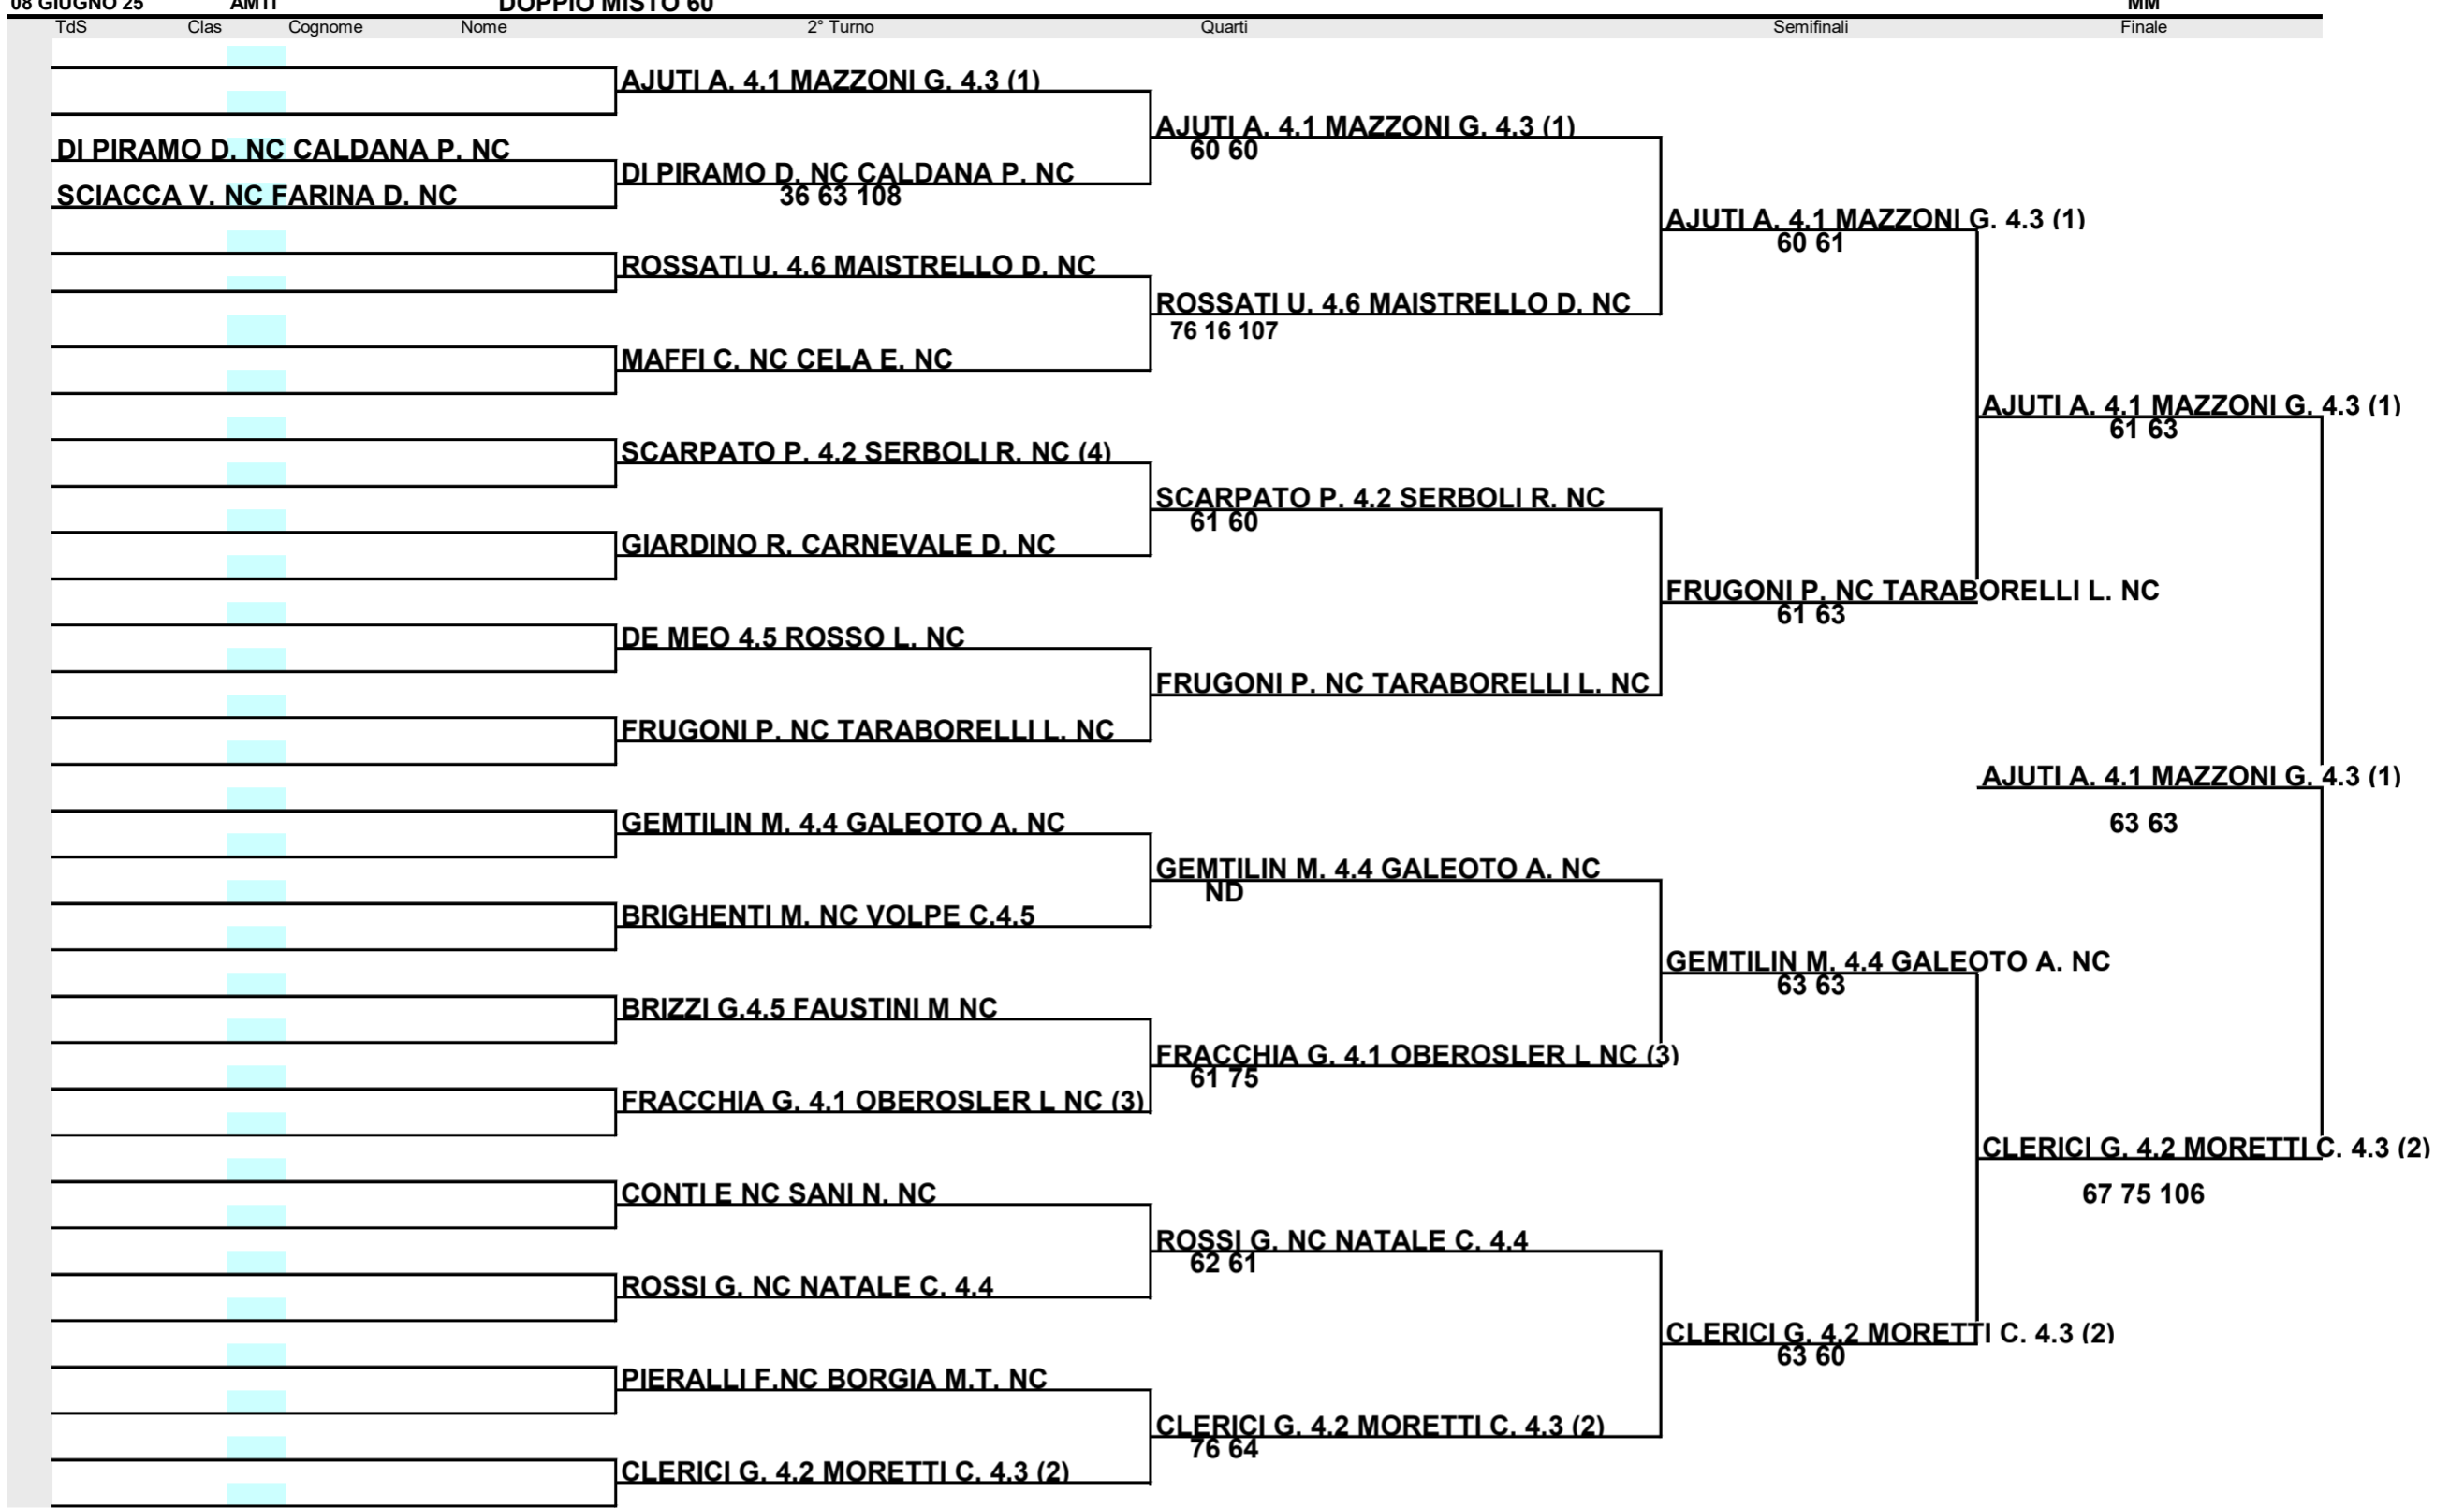 08 GIUGNO 25 AMTI DOPPIO MISTO 60 MM
TdS Clas Cognome Nome 2° Turno Quarti Semifinali Finale
AJUTI A. 4.1 MAZZONI G. 4.3 (1)
AJUTI A. 4.1 MAZZONI G. 4.3 (1)
60 60
DI PIRAMO D. NC CALDANA P. NC
DI PIRAMO D. NC CALDANA P. NC
36 63 108
SCIACCA V. NC FARINA D. NC
AJUTI A. 4.1 MAZZONI G. 4.3 (1)
60 61
ROSSATI U. 4.6 MAISTRELLO D. NC
ROSSATI U. 4.6 MAISTRELLO D. NC
76 16 107
MAFFI C. NC CELA E. NC
AJUTI A. 4.1 MAZZONI G. 4.3 (1)
61 63
SCARPATO P. 4.2 SERBOLI R. NC (4)
SCARPATO P. 4.2 SERBOLI R. NC
61 60
GIARDINO R. CARNEVALE D. NC
FRUGONI P. NC TARABORELLI L. NC
61 63
DE MEO 4.5 ROSSO L. NC
FRUGONI P. NC TARABORELLI L. NC
FRUGONI P. NC TARABORELLI L. NC
AJUTI A. 4.1 MAZZONI G. 4.3 (1)
63 63
GEMTILIN M. 4.4 GALEOTO A. NC
GEMTILIN M. 4.4 GALEOTO A. NC
ND
BRIGHENTI M. NC VOLPE C.4.5
GEMTILIN M. 4.4 GALEOTO A. NC
63 63
BRIZZI G.4.5 FAUSTINI M NC
FRACCHIA G. 4.1 OBEROSLER L NC (3)
61 75
FRACCHIA G. 4.1 OBEROSLER L NC (3)
CLERICI G. 4.2 MORETTI C. 4.3 (2)
67 75 106
CONTI E NC SANI N. NC
ROSSI G. NC NATALE C. 4.4
62 61
ROSSI G. NC NATALE C. 4.4
CLERICI G. 4.2 MORETTI C. 4.3 (2)
63 60
PIERALLI F.NC BORGIA M.T. NC
CLERICI G. 4.2 MORETTI C. 4.3 (2)
76 64
CLERICI G. 4.2 MORETTI C. 4.3 (2)